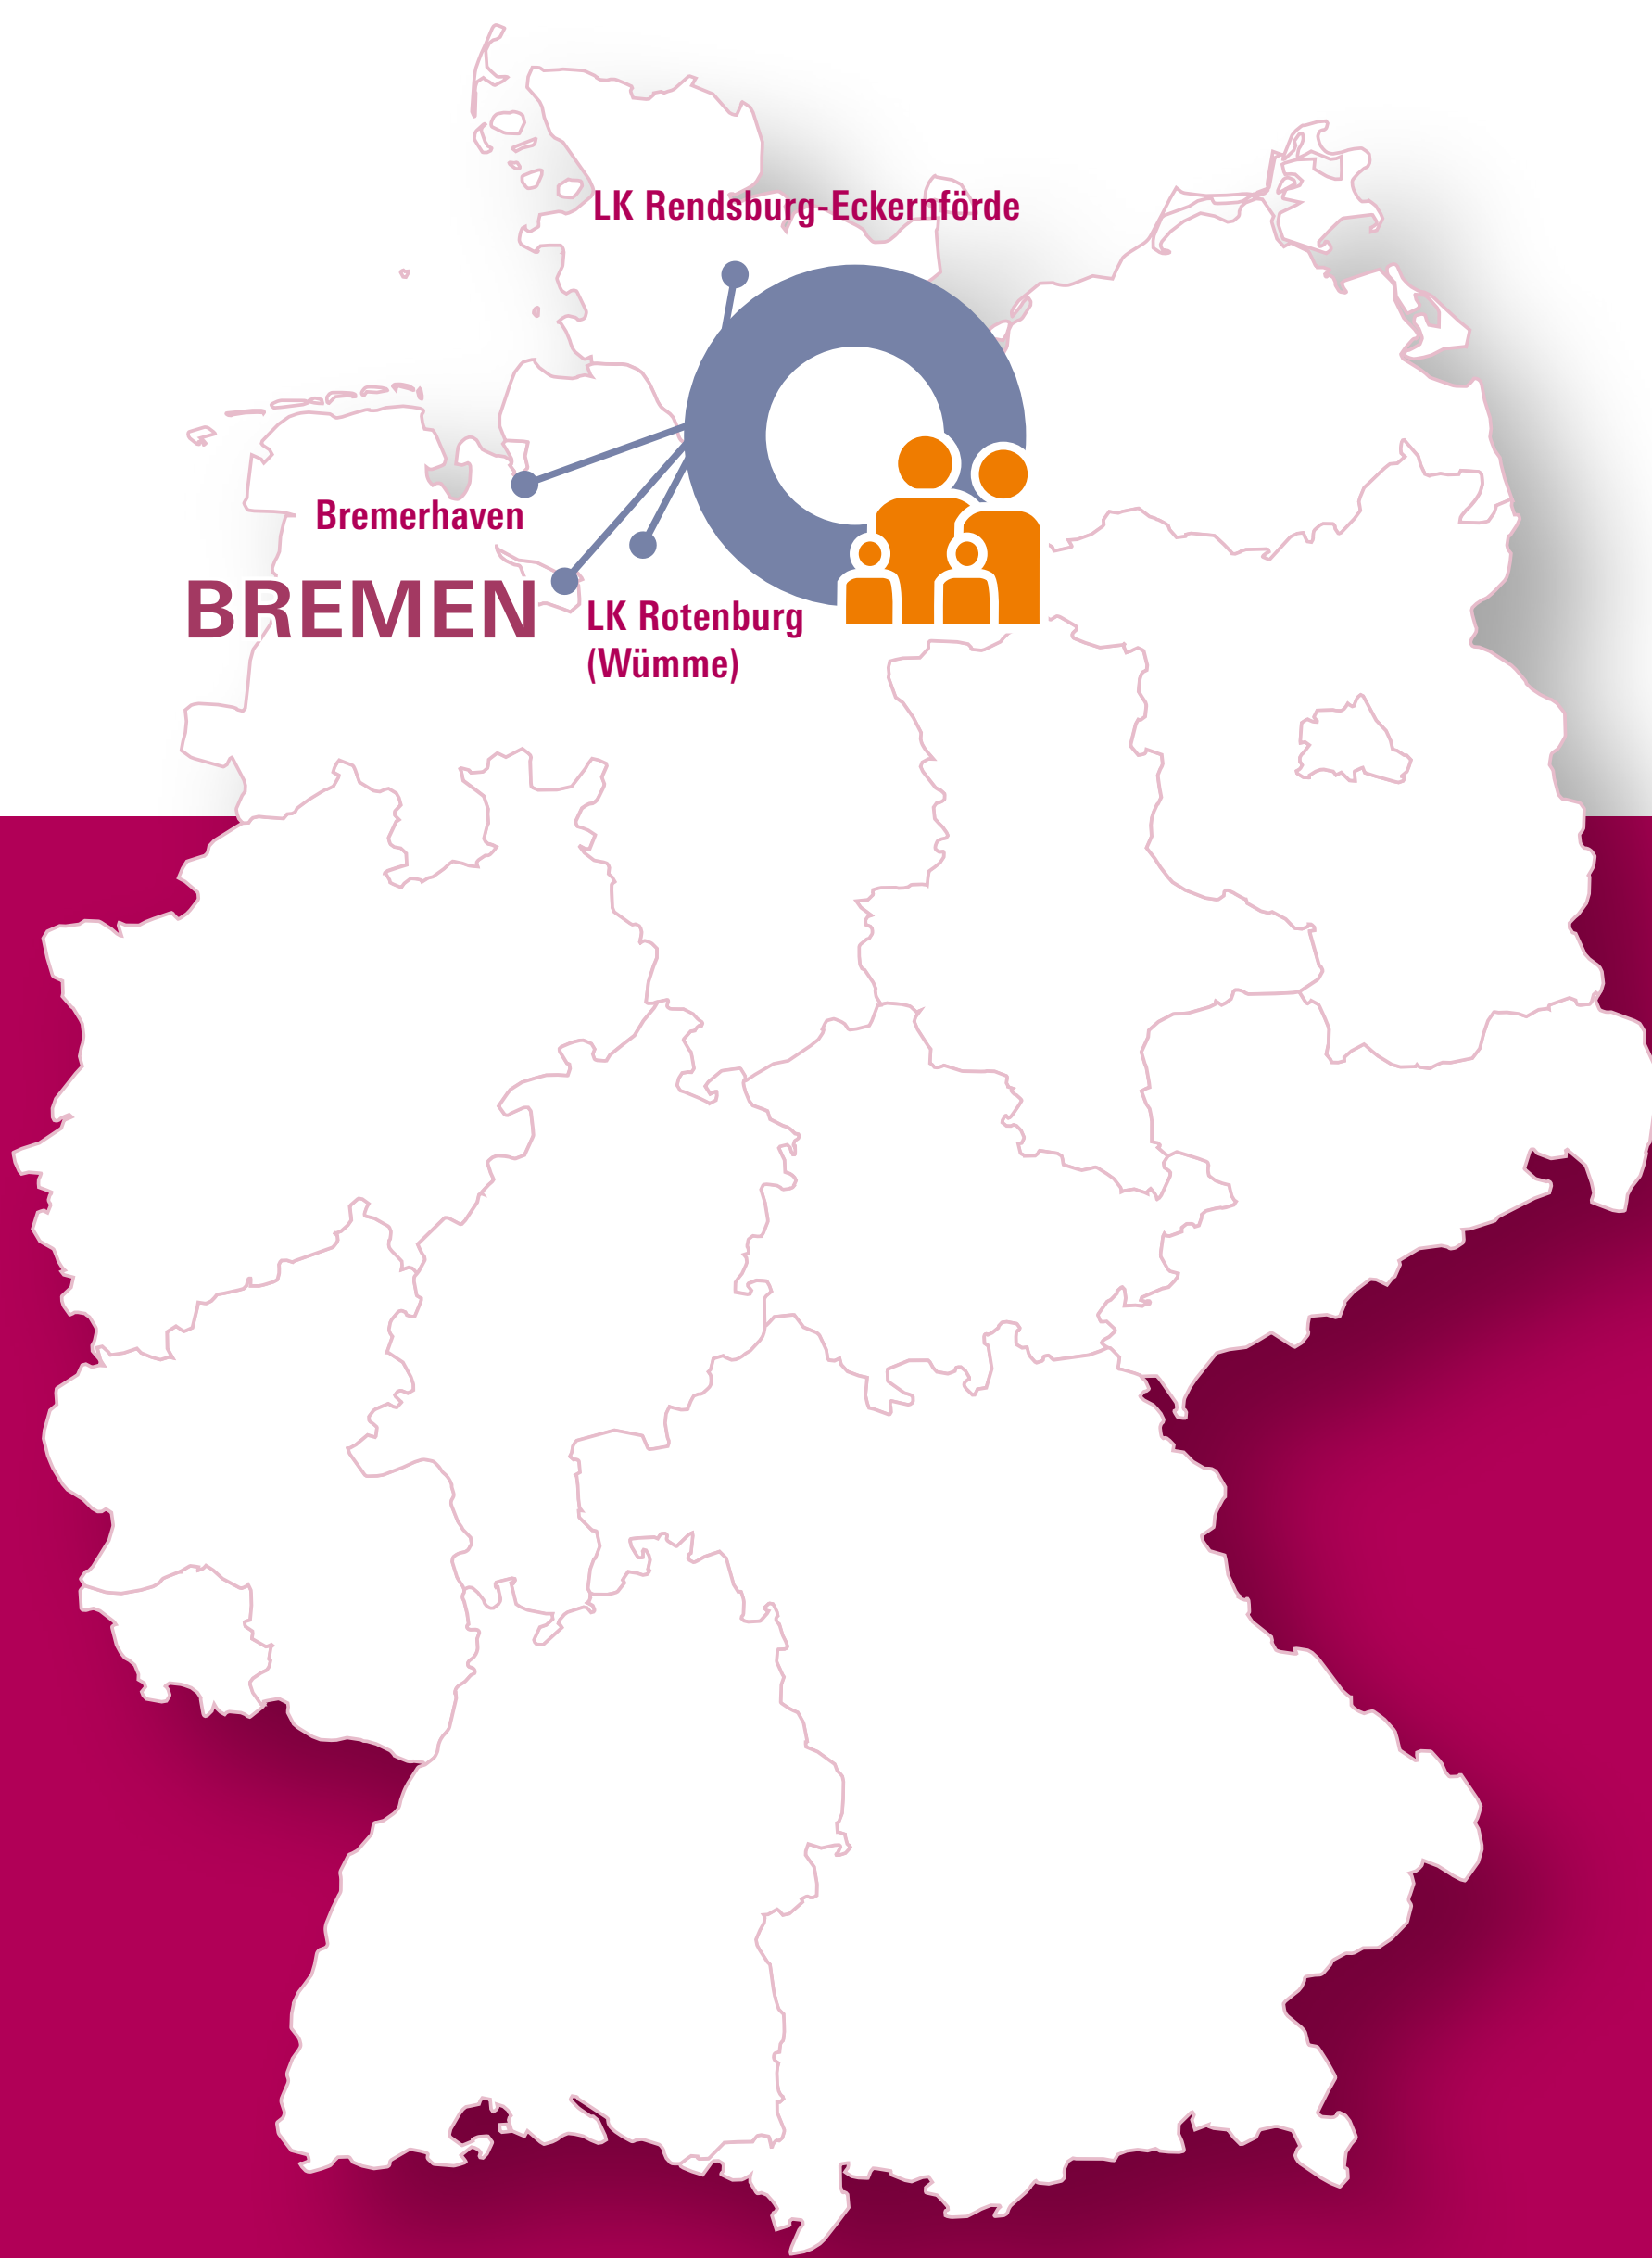 LK Rendsburg-Eckernförde
Bremerhaven
BREMEN
LK Rotenburg
(Wümme)